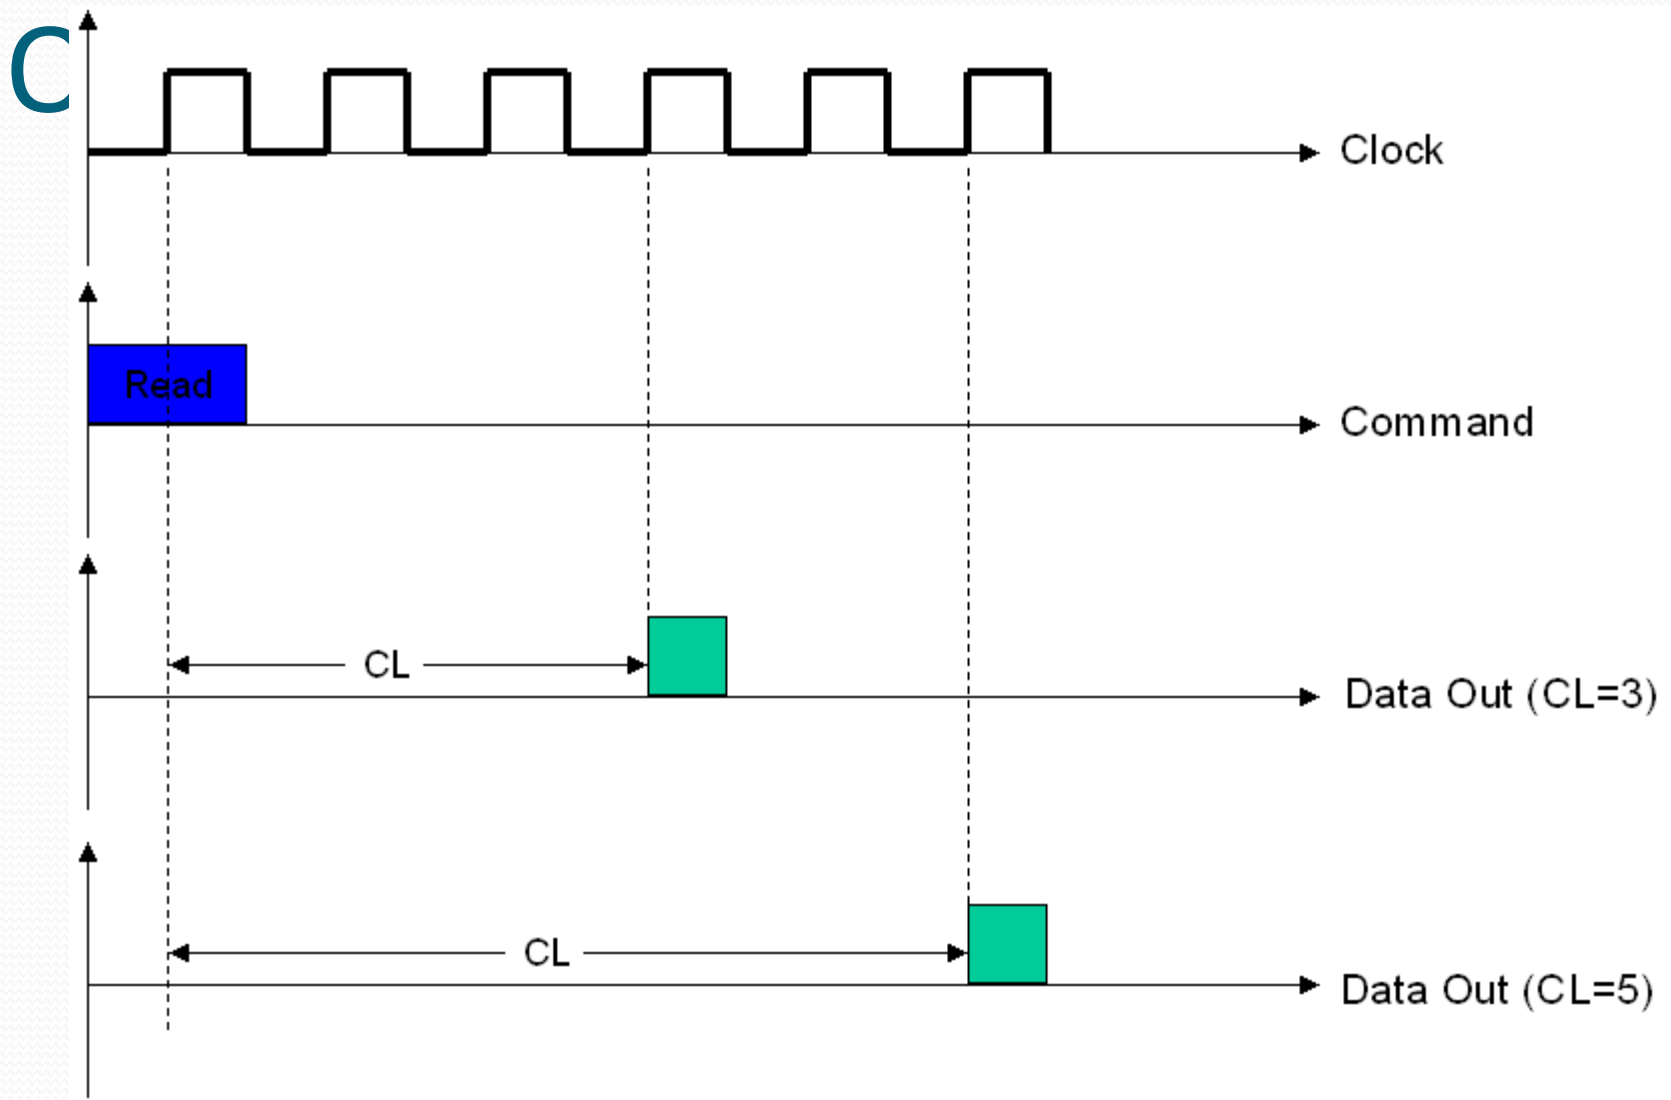 C
Clock
Read
Command
CL
Data Out (CL=3)
CL
Data Out (CL=5)